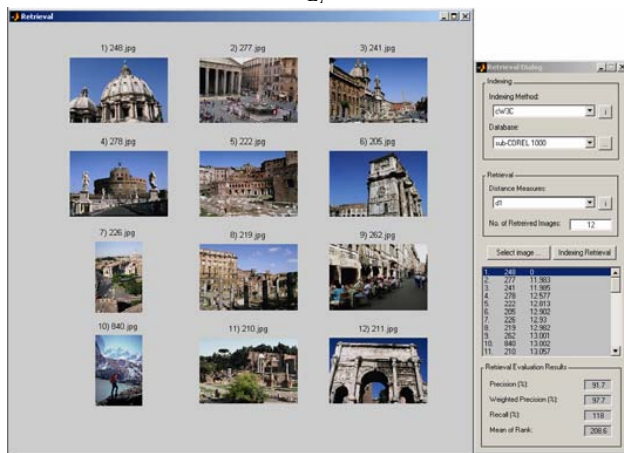 Retrieval
1) 248.jpg
2) 277.jpg
3) 241.jpg
4) 278.jpg
5) 222.jpg
6) 205.jpg
7) 226.jpg
8) 219.jpg
9) 262.jpg
10) 840.jpg
11) 210.jpg
12) 211.jpg
Retrieval Dialog
Indexing
Indexing Method:
cW3C
i
Database:
sub-COREL 1000
...
Retrieval
Distance Measures:
d1
i
No. of Retreived Images:
12
Select image ...
Indexing Retrieval
1. 248 0
2. 277 11.983
3. 241 11.985
4. 278 12.577
5. 222 12.813
6. 205 12.902
7. 226 12.93
8. 219 12.982
9. 262 13.001
10. 840 13.002
11. 210 13.057
Retrieval Evaluation Results
Precision (%): 91.7
Weighted Precision (%): 97.7
Recall (%): 118
Mean of Rank: 208.6